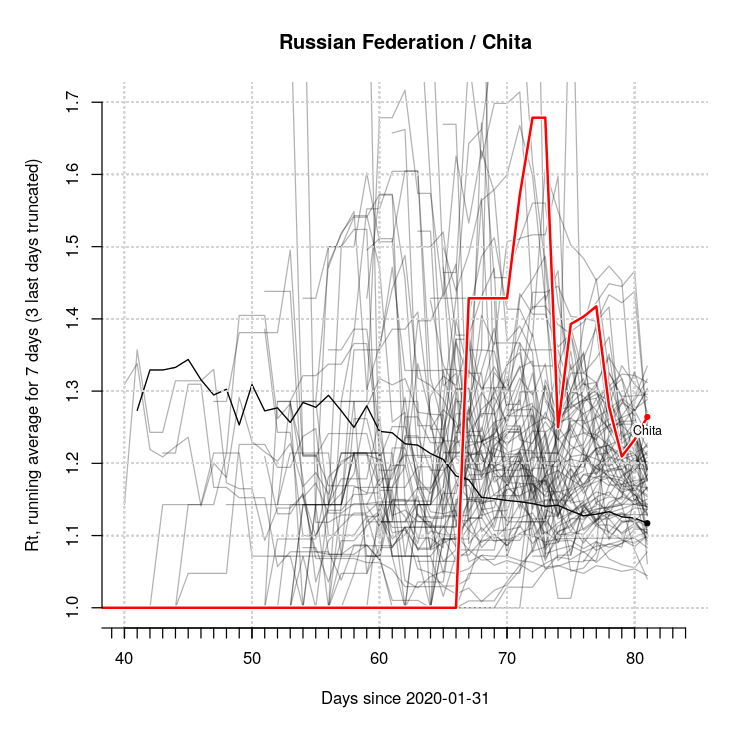 Russian Federation / Chita
Rt, running average for 7 days (3 last days truncated)
1.7
1.6
1.5
1.4
1.3
1.2
1.1
1.0
Chita
40 50 60 70 80
Days since 2020-01-31